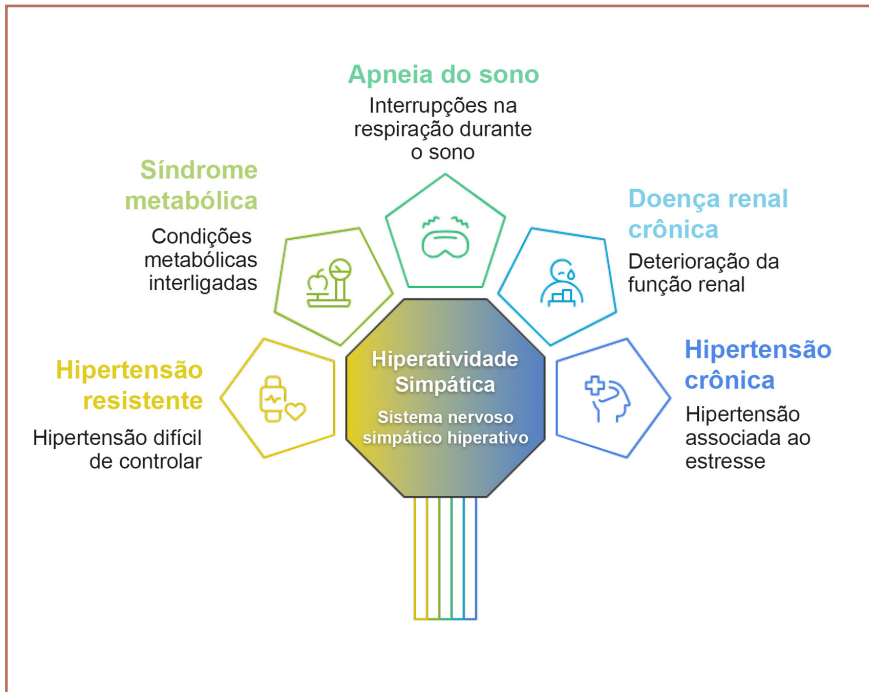 Apneia do sono
Interrupções na
respiração durante
o sono
Síndrome
metabólica
Condições
metabólicas
interligadas
Doença renal
crônica
Deterioração da
função renal
Hipertensão
resistente
Hipertensão difícil
de controlar
Hiperatividade
Simpática
Sistema nervoso
simpático hiperativo
Hipertensão
crônica
Hipertensão
associada ao
estresse